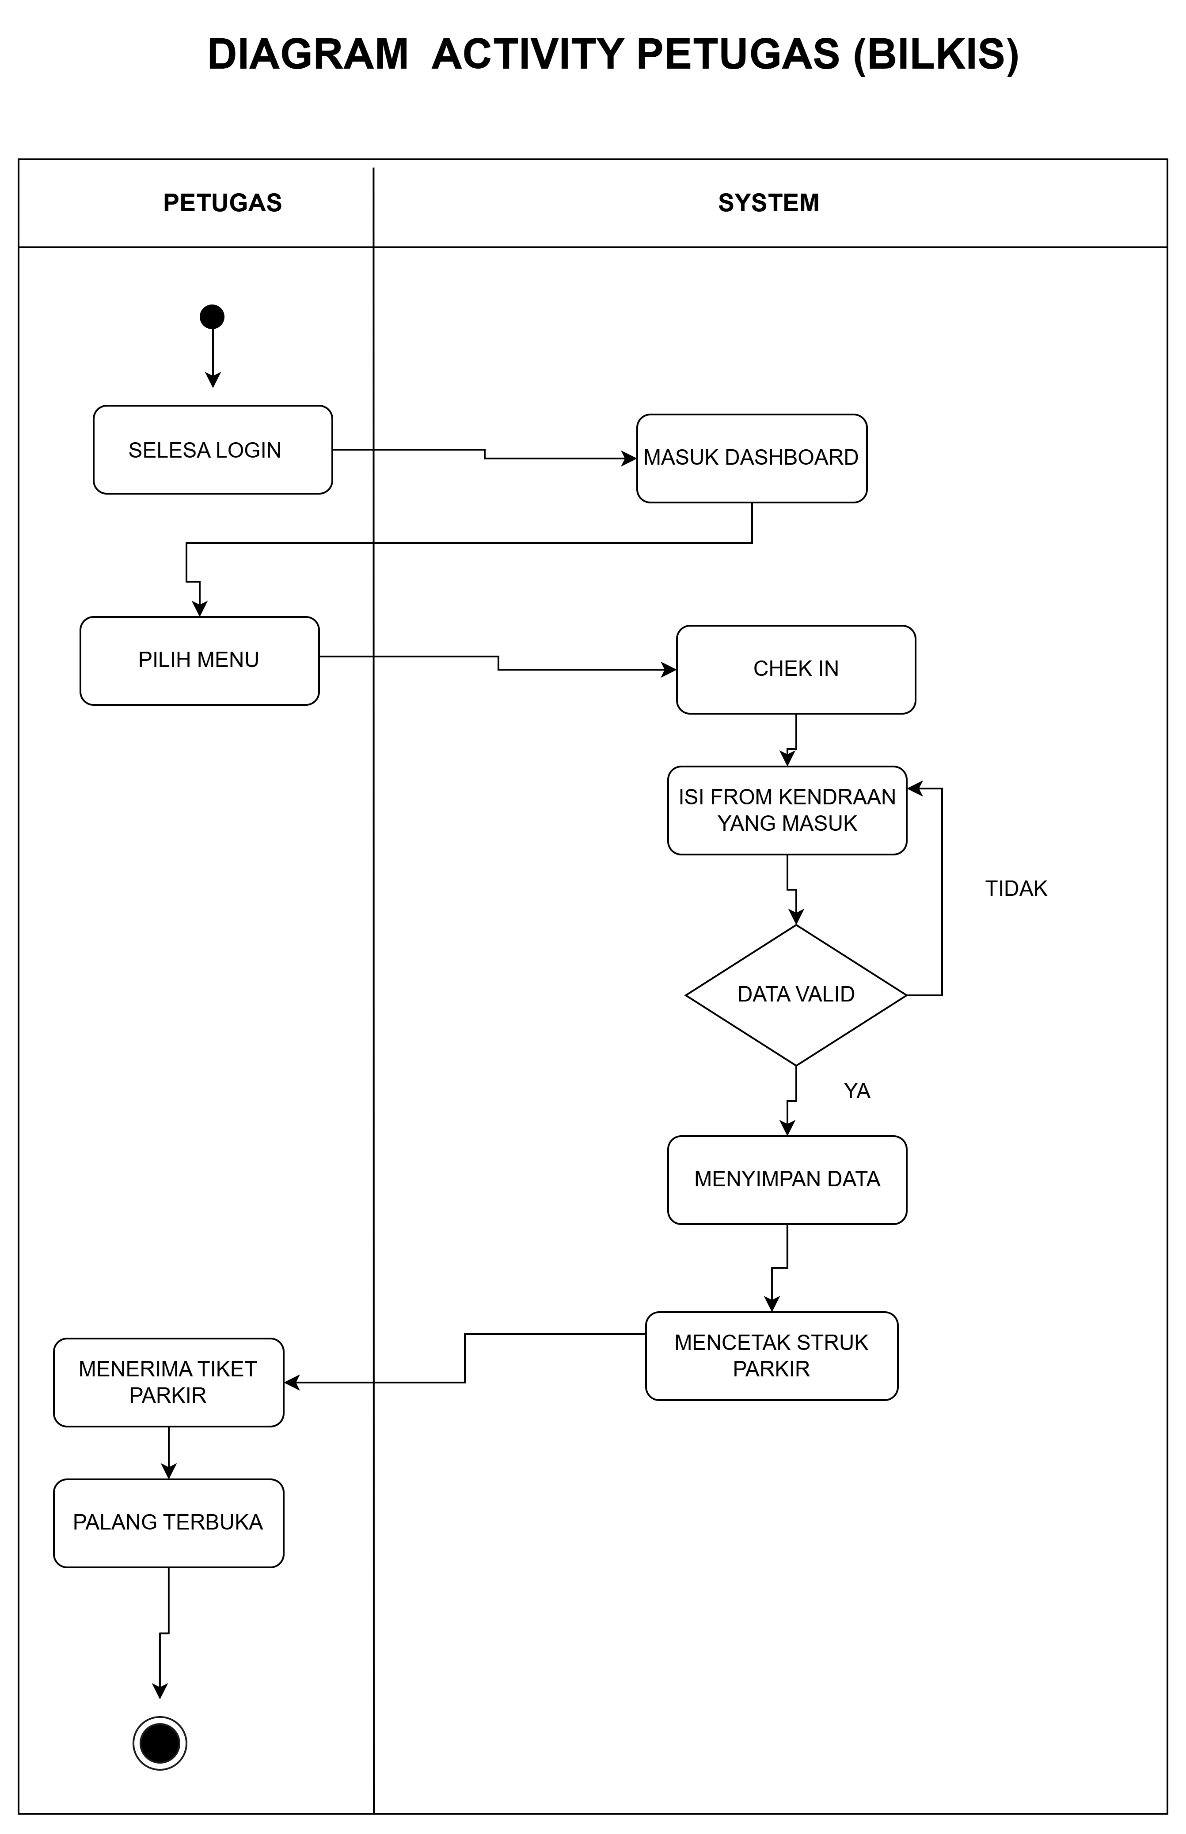 DIAGRAM  ACTIVITY PETUGAS (BILKIS)
PETUGAS
SYSTEM
SELESA LOGIN
MASUK DASHBOARD
PILIH MENU
CHEK IN
ISI FROM KENDRAAN
YANG MASUK
TIDAK
DATA VALID
YA
MENYIMPAN DATA
MENCETAK STRUK
PARKIR
MENERIMA TIKET
PARKIR
PALANG TERBUKA